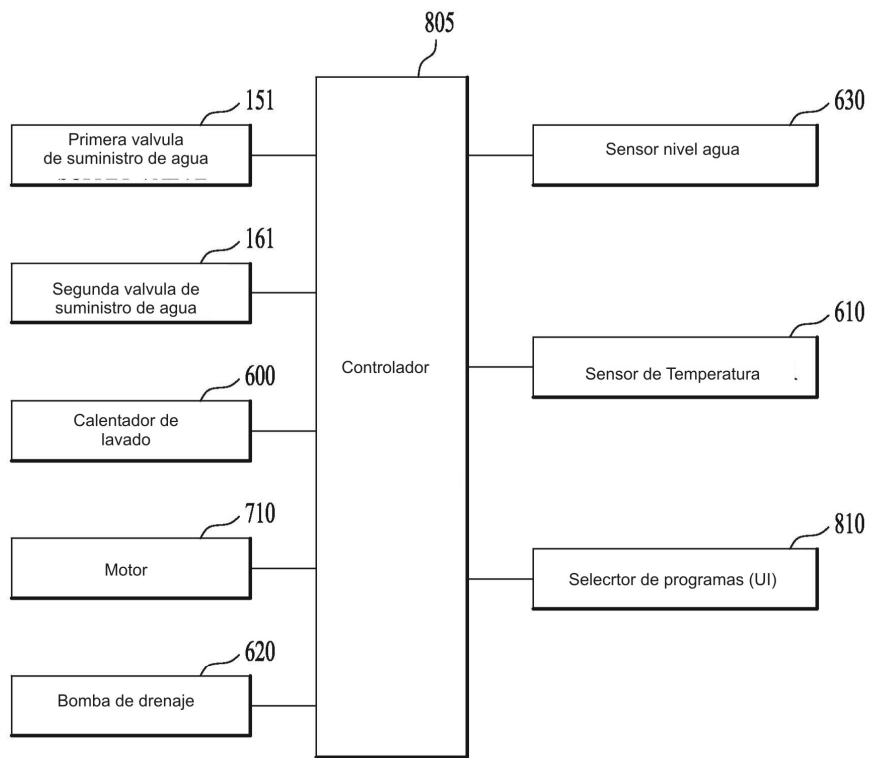 805
151
Primera valvula
de suministro de agua
161
Segunda valvula de
suministro de agua
600
Calentador de
lavado
710
Motor
620
Bomba de drenaje
Controlador
630
Sensor nivel agua
610
Sensor de Temperatura
810
Selecrtor de programas (UI)